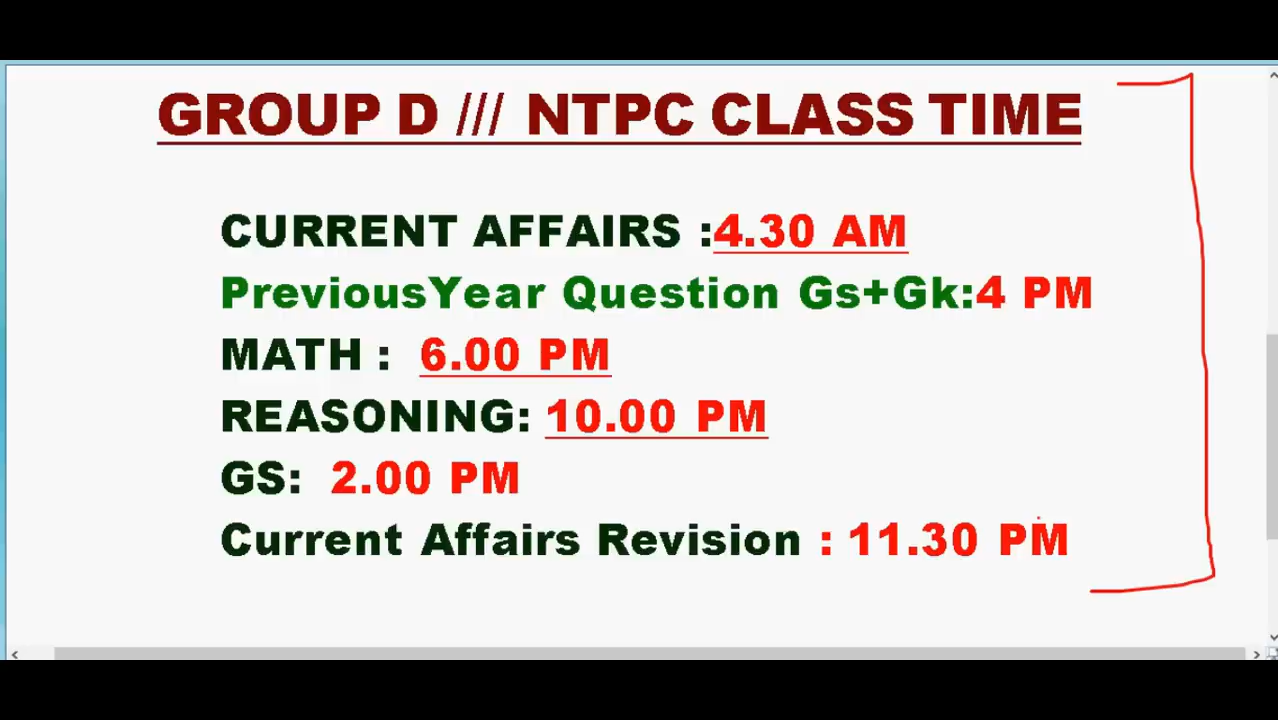 GROUP D /// NTPC CLASS TIME
CURRENT AFFAIRS :4.30 AM
PreviousYear Question Gs+Gk:4 PM
MATH : 6.00 PM
REASONING: 10.00 PM
GS: 2.00 PM
Current Affairs Revision : 11.30 PM